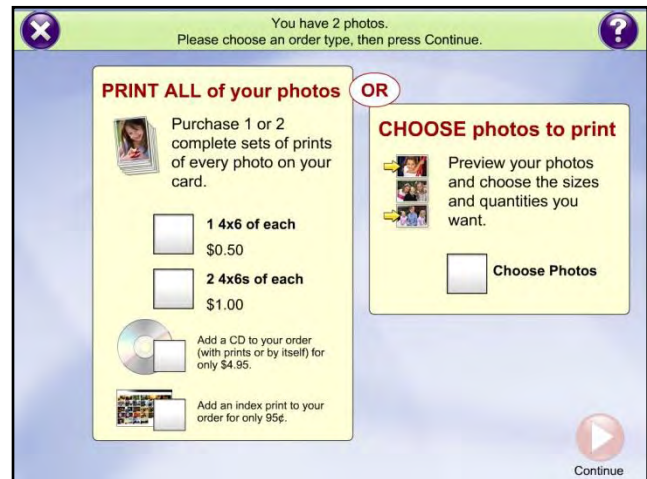 You have 2 photos.
Please choose an order type, then press Continue.
PRINT ALL of your photos
OR
Purchase 1 or 2
complete sets of prints
of every photo on your
card.
1 4x6 of each
$0.50
2 4x6s of each
$1.00
Add a CD to your order
(with prints or by itself) for
only $4.95.
Add an index print to your
order for only 95¢.
CHOOSE photos to print
Preview your photos
and choose the sizes
and quantities you
want.
Choose Photos
Continue